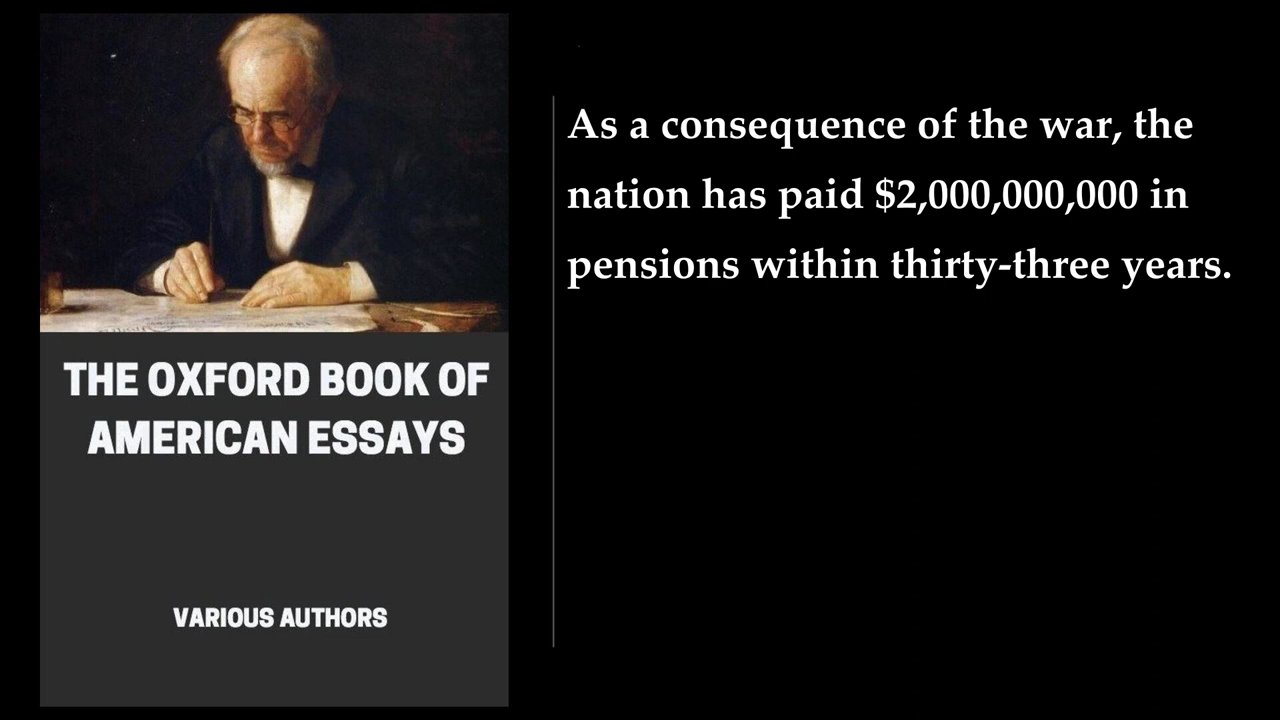 THE OXFORD BOOK OF
AMERICAN ESSAYS
VARIOUS AUTHORS
As a consequence of the war, the
nation has paid $2,000,000,000 in
pensions within thirty-three years.